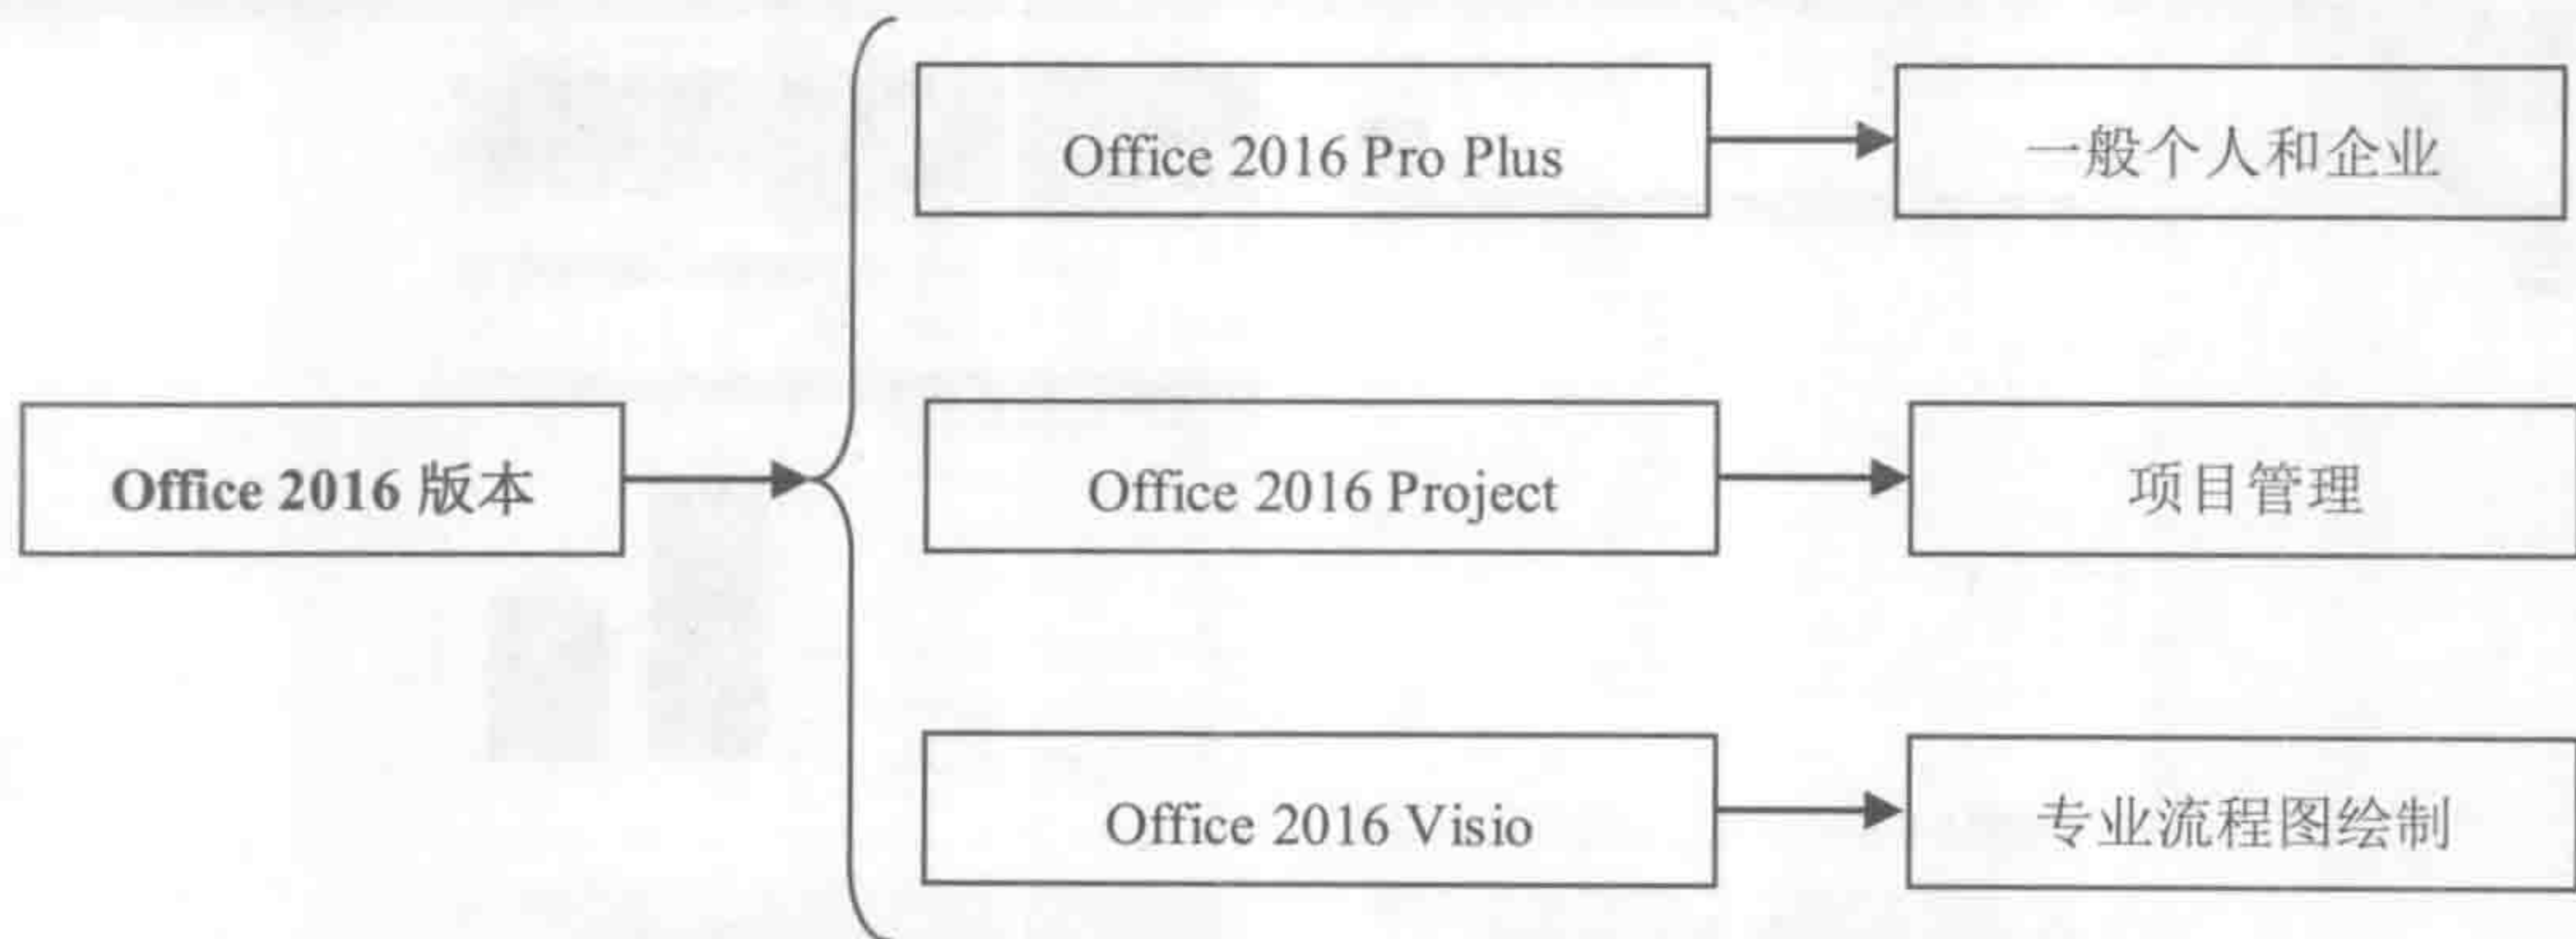 Office 2016 Pro Plus
一般个人和企业
Office 2016 版本
Office 2016 Project
项目管理
Office 2016 Visio
专业流程图绘制